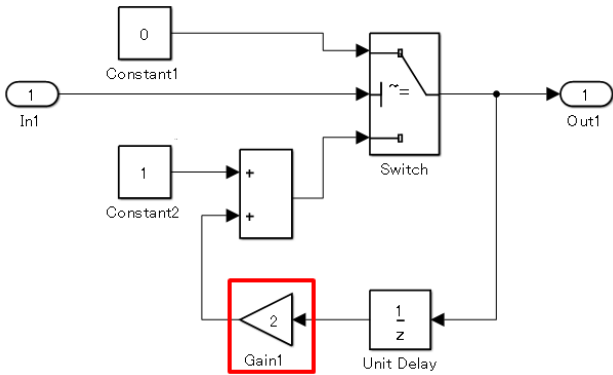 0
Constant1
1
In1
~=
1
Out1
Switch
1
Constant2
+
+
2
Gain1
1
z
Unit Delay